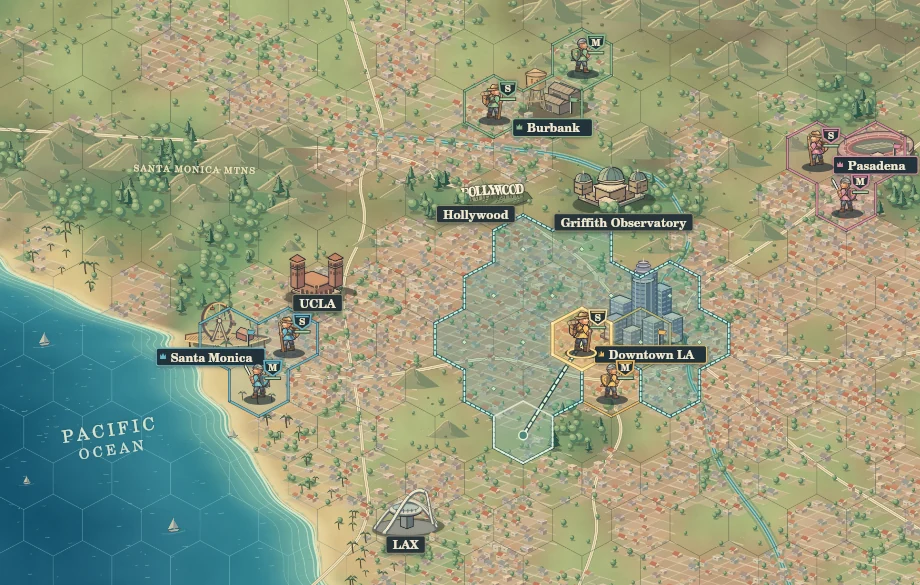 M
S
Burbank
S
Pasadena
M
SANTA MONICA MTNS
HOLLYWOOD
Hollywood
Griffith Observatory
UCLA
S
Santa Monica
M
S
Downtown LA
M
PACIFIC
OCEAN
LAX